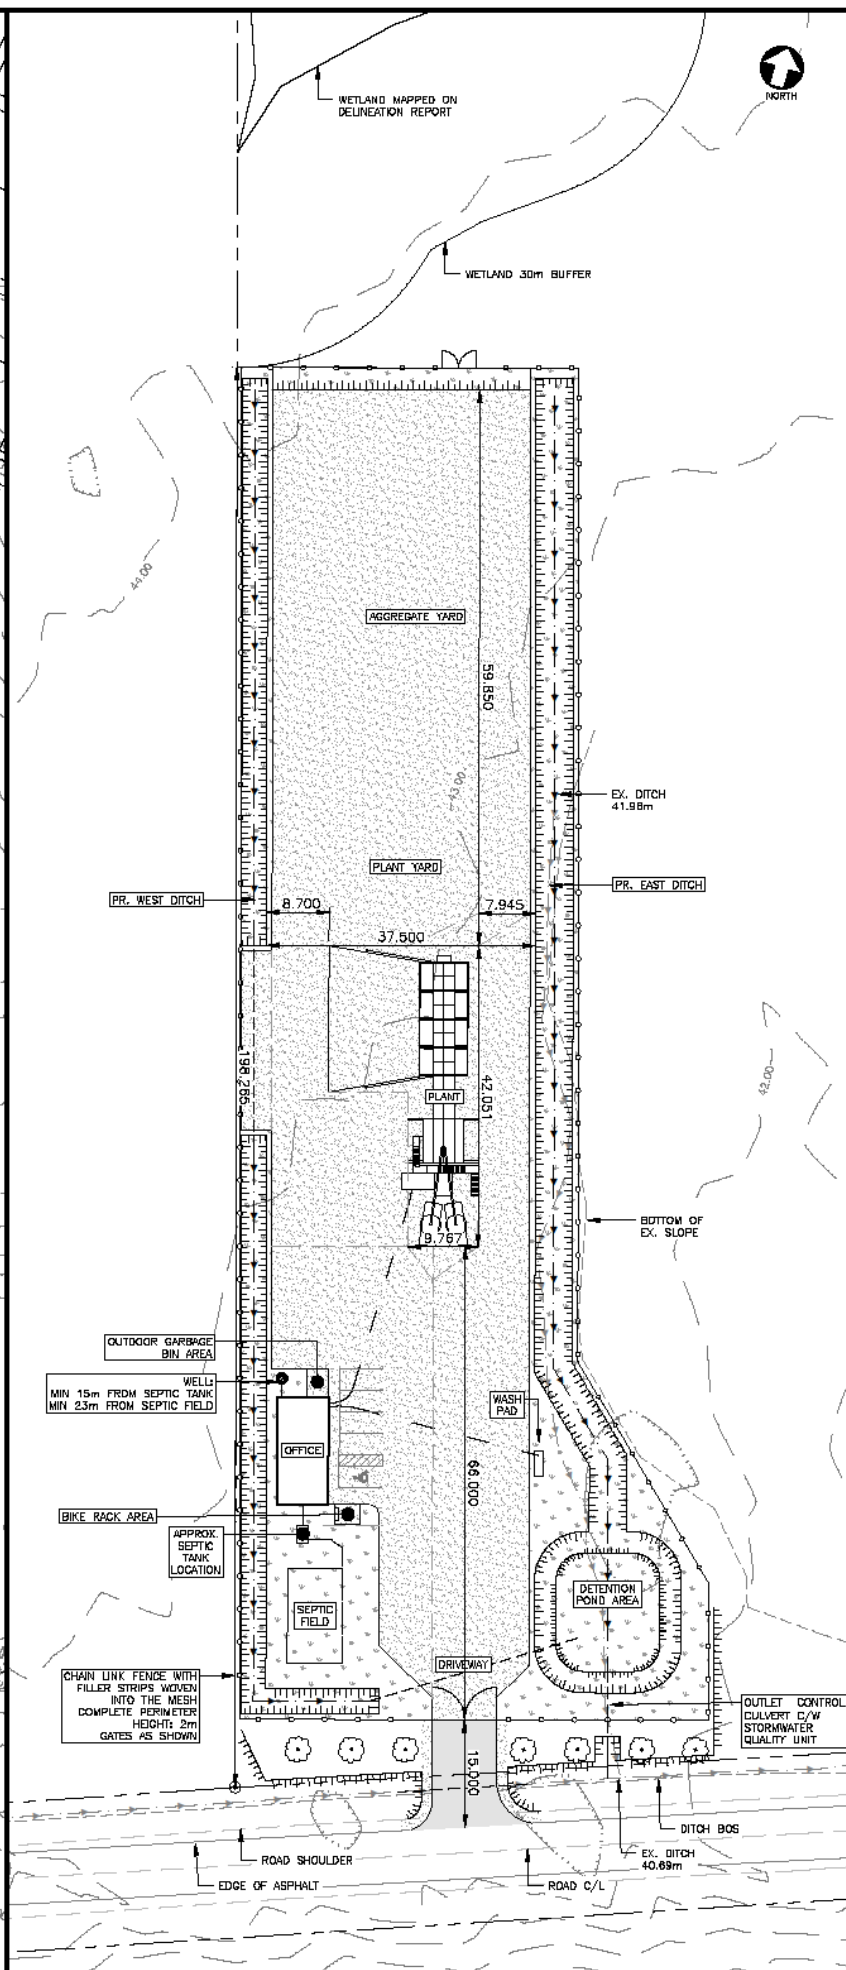 NORTH
WETLAND MAPPED ON
DELINEATION REPORT
WETLAND 30m BUFFER
44.00
AGGREGATE YARD
59.850
43.00
EX. DITCH
41.98m
PLANT YARD
PR. WEST DITCH
PR. EAST DITCH
8.700
7.945
37.500
198.265
PLANT
42.051
42.00
BOTTOM OF
EX. SLOPE
9.767
OUTDOOR GARBAGE
BIN AREA
WELL:
MIN 15m FROM SEPTIC TANK
MIN 23m FROM SEPTIC FIELD
WASH
PAD
OFFICE
66.000
BIKE RACK AREA
APPROX.
SEPTIC
TANK
LOCATION
SEPTIC
FIELD
DETENTION
POND AREA
DRIVEWAY
CHAIN LINK FENCE WITH
FILLER STRIPS WOVEN
INTO THE MESH
COMPLETE PERIMETER
HEIGHT: 2m
GATES AS SHOWN
OUTLET CONTROL
CULVERT C/W
STORMWATER
QUALITY UNIT
15.000
DITCH BOS
EX. DITCH
40.69m
ROAD SHOULDER
EDGE OF ASPHALT
ROAD C/L